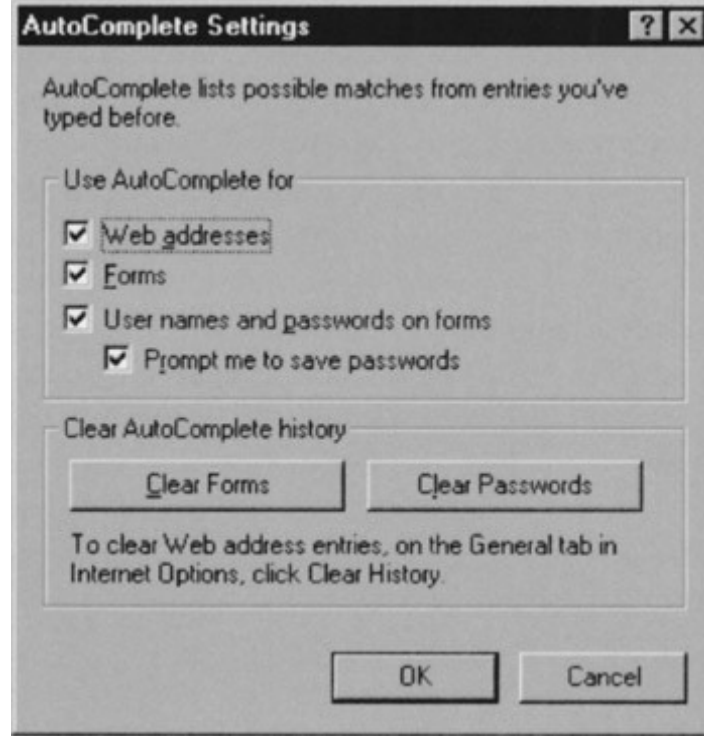 AutoComplete Settings
AutoComplete lists possible matches from entries you've
typed before.
Use AutoComplete for
Web addresses
Forms
User names and passwords on forms
Prompt me to save passwords
Clear AutoComplete history
Clear Forms Clear Passwords
To clear Web address entries, on the General tab in
Internet Options, click Clear History.
OK Cancel